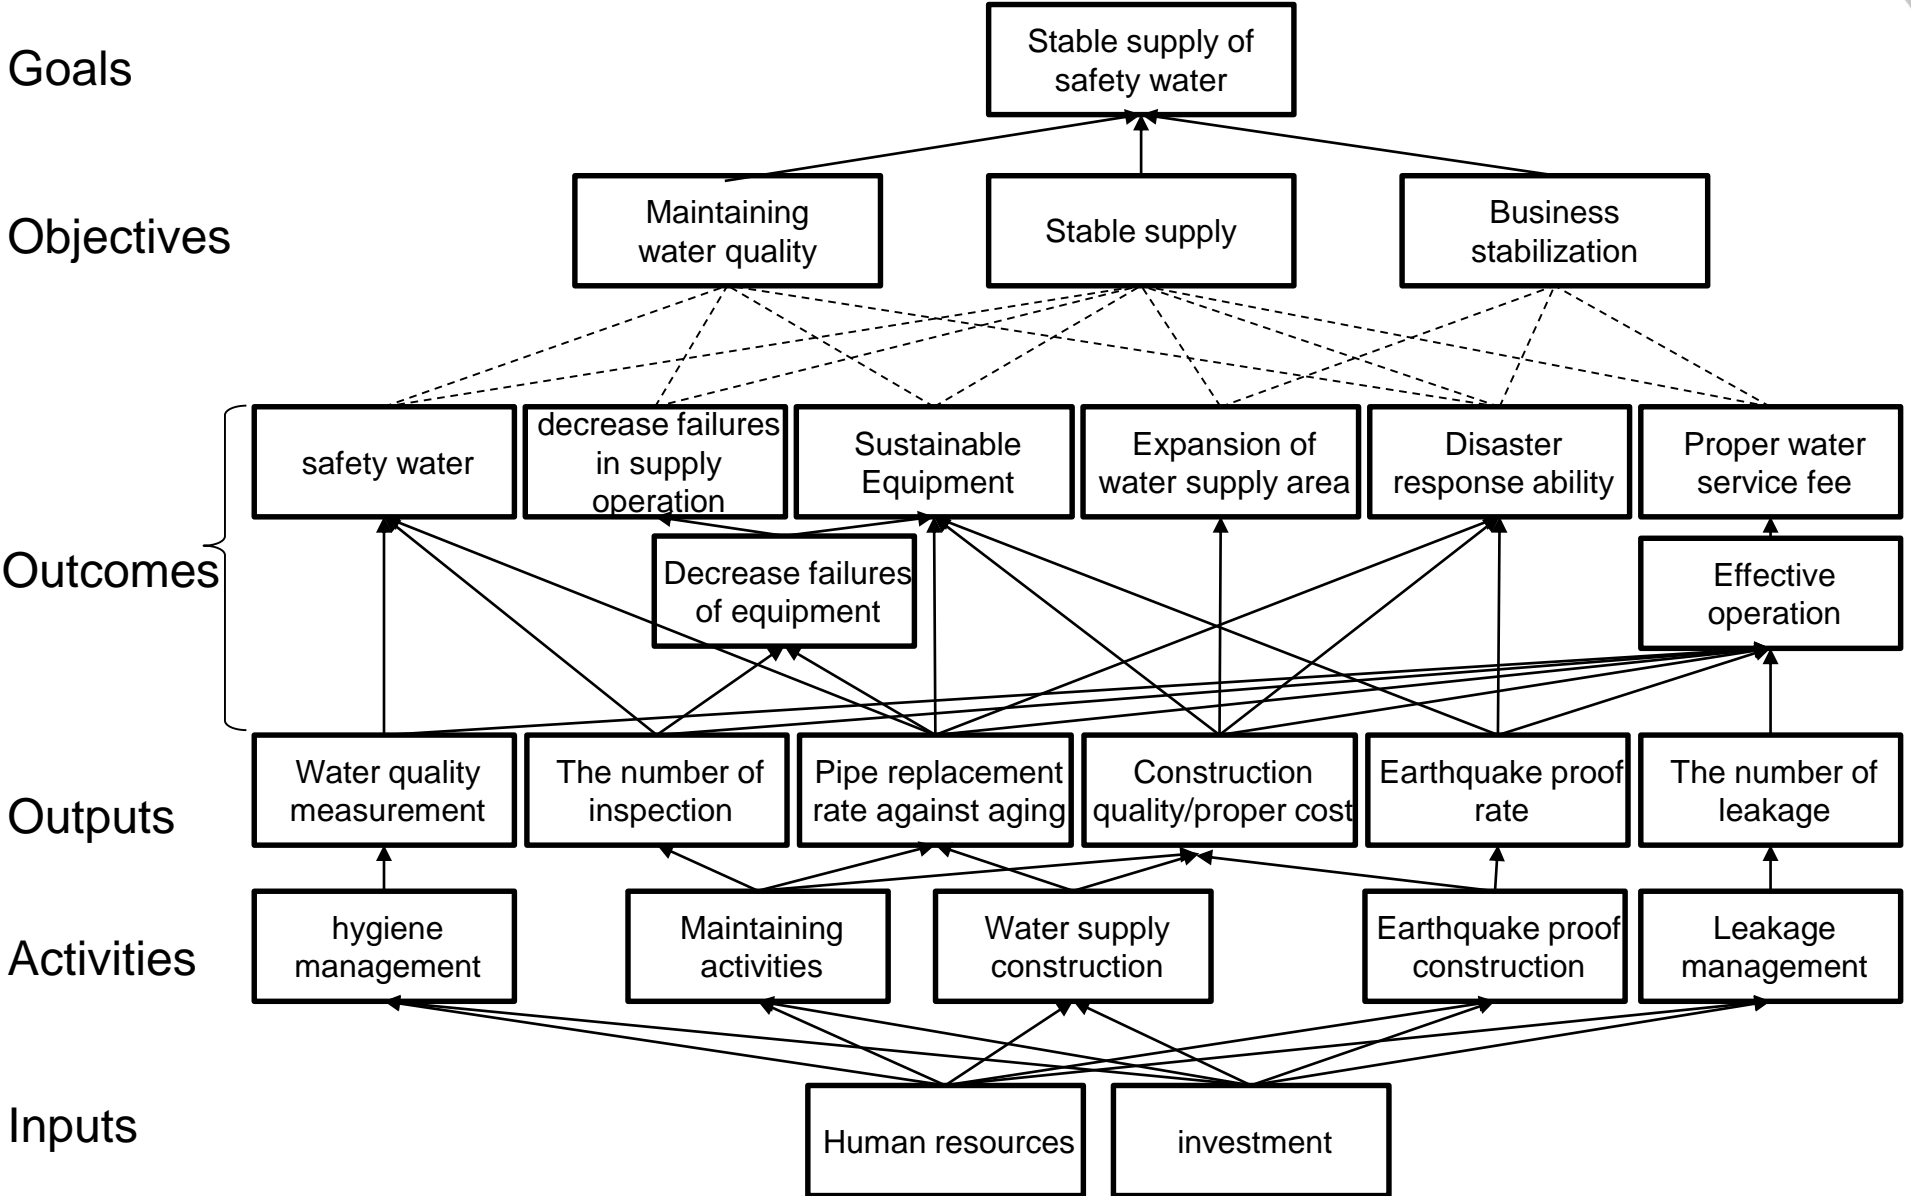 Goals
Stable supply of
safety water
Objectives
Maintaining
water quality
Stable supply
Business
stabilization
Outcomes
safety water
decrease failures
in supply
operation
Sustainable
Equipment
Expansion of
water supply area
Disaster
response ability
Proper water
service fee
Decrease failures
of equipment
Effective
operation
Outputs
Water quality
measurement
The number of
inspection
Pipe replacement
rate against aging
Construction
quality/proper cost
Earthquake proof
rate
The number of
leakage
Activities
hygiene
management
Maintaining
activities
Water supply
construction
Earthquake proof
construction
Leakage
management
Inputs
Human resources
investment